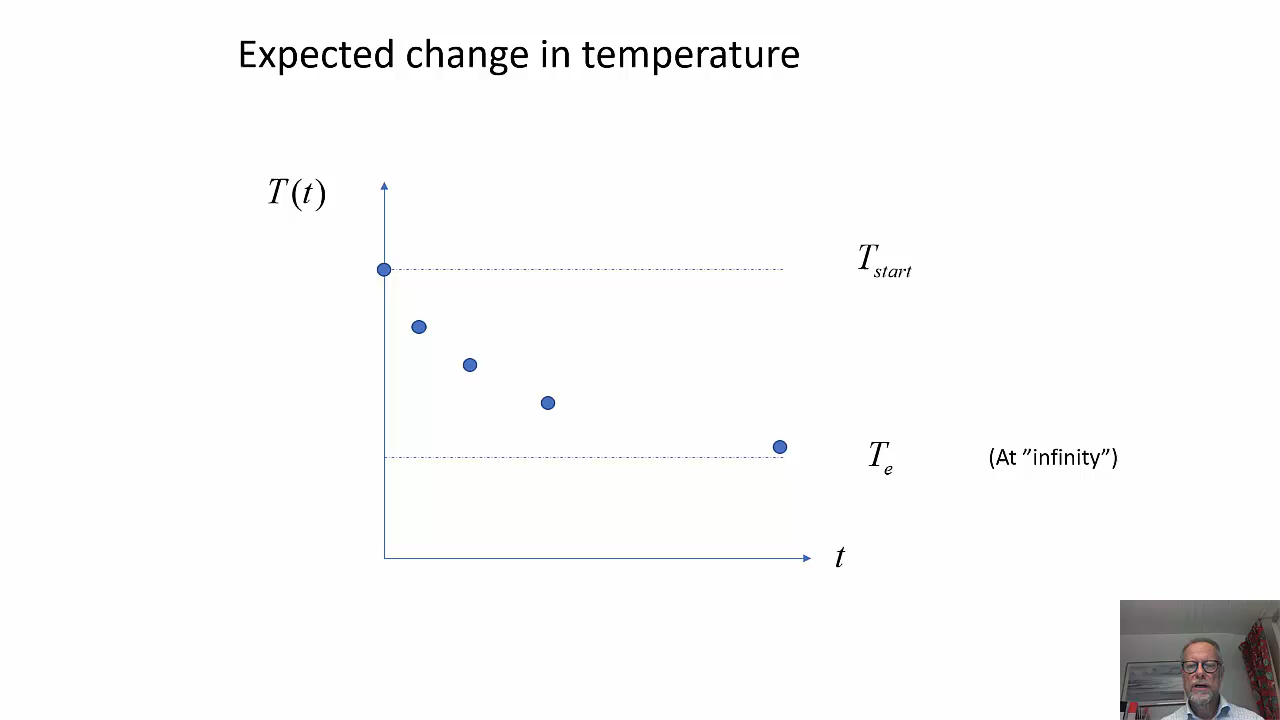 Expected change in temperature
T(t)
T_start
T_e (At ”infinity”)
t